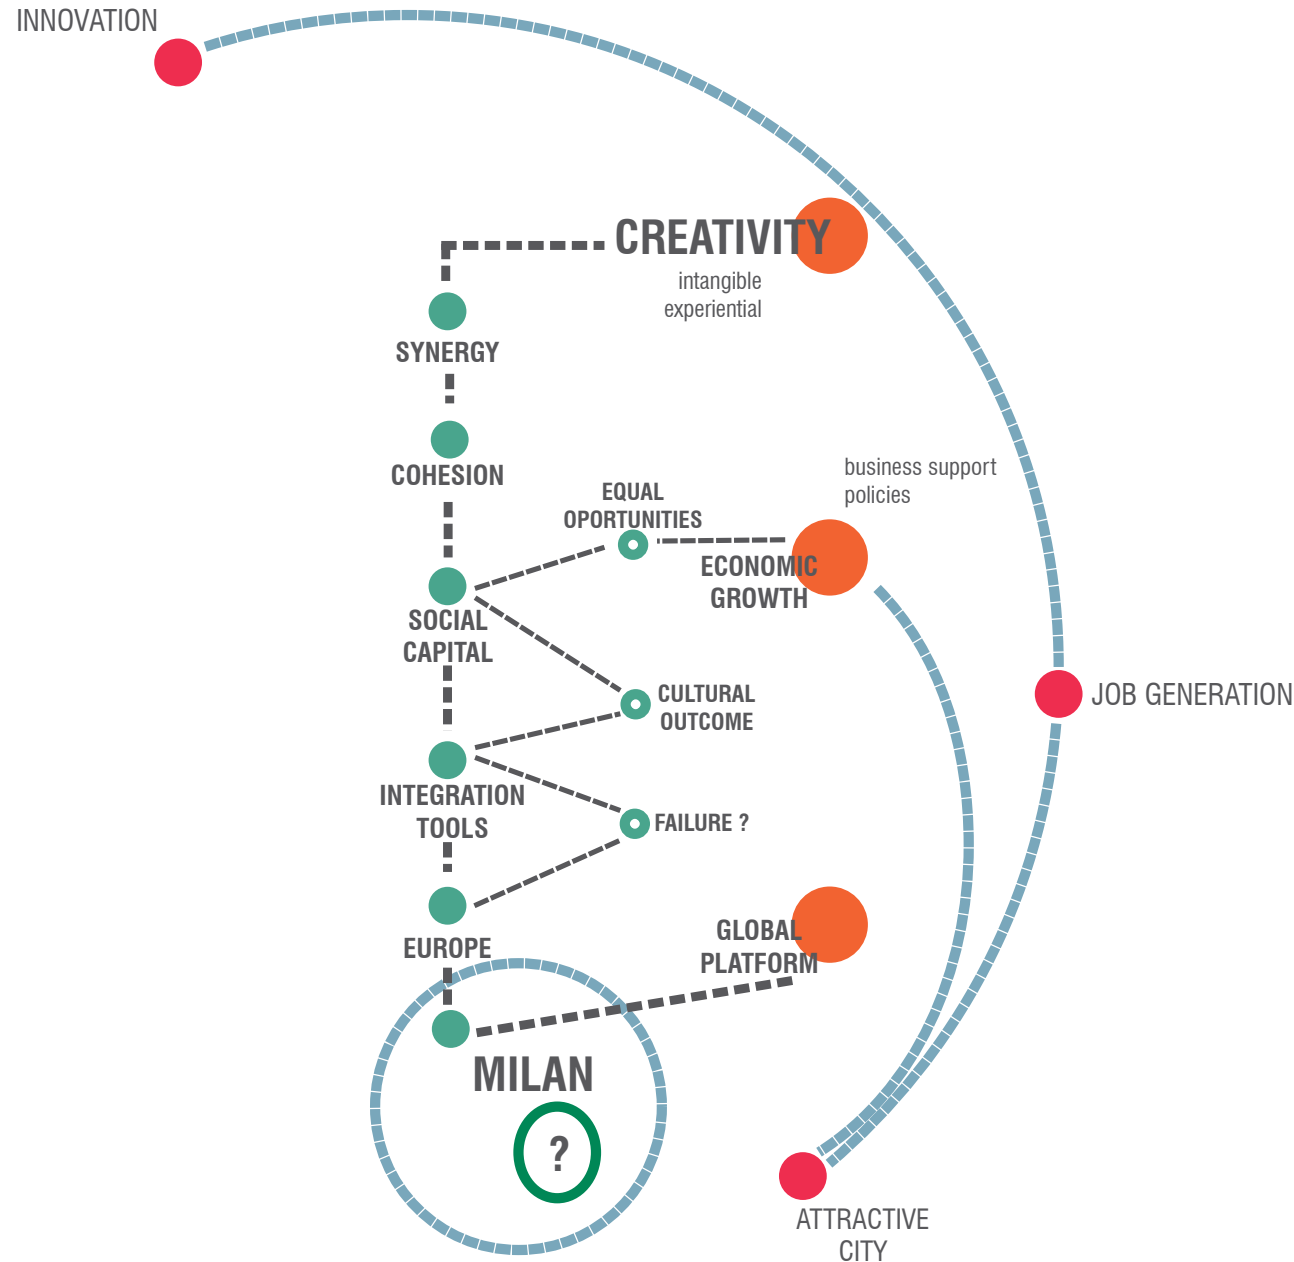 INNOVATION
CREATIVITY
intangible
experiential
SYNERGY
COHESION
business support
policies
EQUAL
OPORTUNITIES
ECONOMIC
GROWTH
SOCIAL
CAPITAL
CULTURAL
OUTCOME
JOB GENERATION
INTEGRATION
TOOLS
FAILURE ?
GLOBAL
PLATFORM
EUROPE
MILAN
?
ATTRACTIVE
CITY